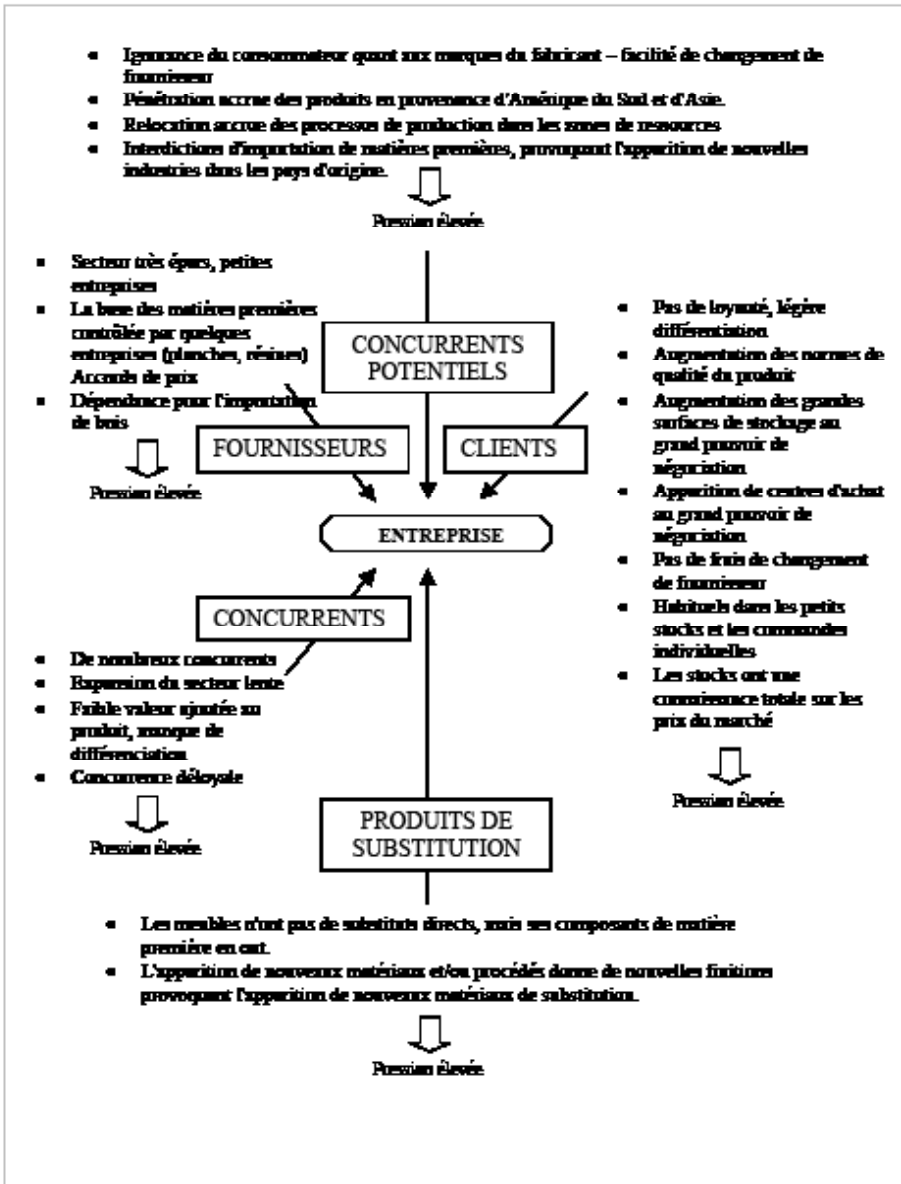 • Ignorance du consommateur quant aux marques du fabricant – facilité de changement de
fournisseur
• Pénétration accrue des produits en provenance d'Amérique du Sud et d'Asie.
• Relocation accrue des processus de production dans les zones de ressources
• Interdictions d'importation de matières premières, provoquant l'apparition de nouvelles
industries dans les pays d'origine.
Pression élevée
• Secteur très épars, petites
entreprises
• La base des matières premières
contrôlée par quelques
entreprises (planches, résines)
Accords de prix
• Dépendance pour l'importation
de bois
Pression élevée
CONCURRENTS
POTENTIELS
FOURNISSEURS
CLIENTS
ENTREPRISE
• Pas de loyauté, légère
différentiation
• Augmentation des normes de
qualité du produit
• Augmentation des grandes
surfaces de stockage au
grand pouvoir de
négociation
• Apparition de centres d'achat
au grand pouvoir de
négociation
• Pas de frais de changement
de fournisseur
• Habituels dans les petits
stocks et les commandes
individuelles
• Les stocks ont une
connaissance totale sur les
prix du marché
Pression élevée
CONCURRENTS
• De nombreux concurrents
• Expansion du secteur lente
• Faible valeur ajoutée au
produit, manque de
différenciation
• Concurrence déloyale
Pression élevée
PRODUITS DE
SUBSTITUTION
• Les meubles n'ont pas de substituts directs, mais ses composants de matière
première en ont.
• L'apparition de nouveaux matériaux et/ou procédés donne de nouvelles finitions
provoquant l'apparition de nouveaux matériaux de substitution.
Pression élevée